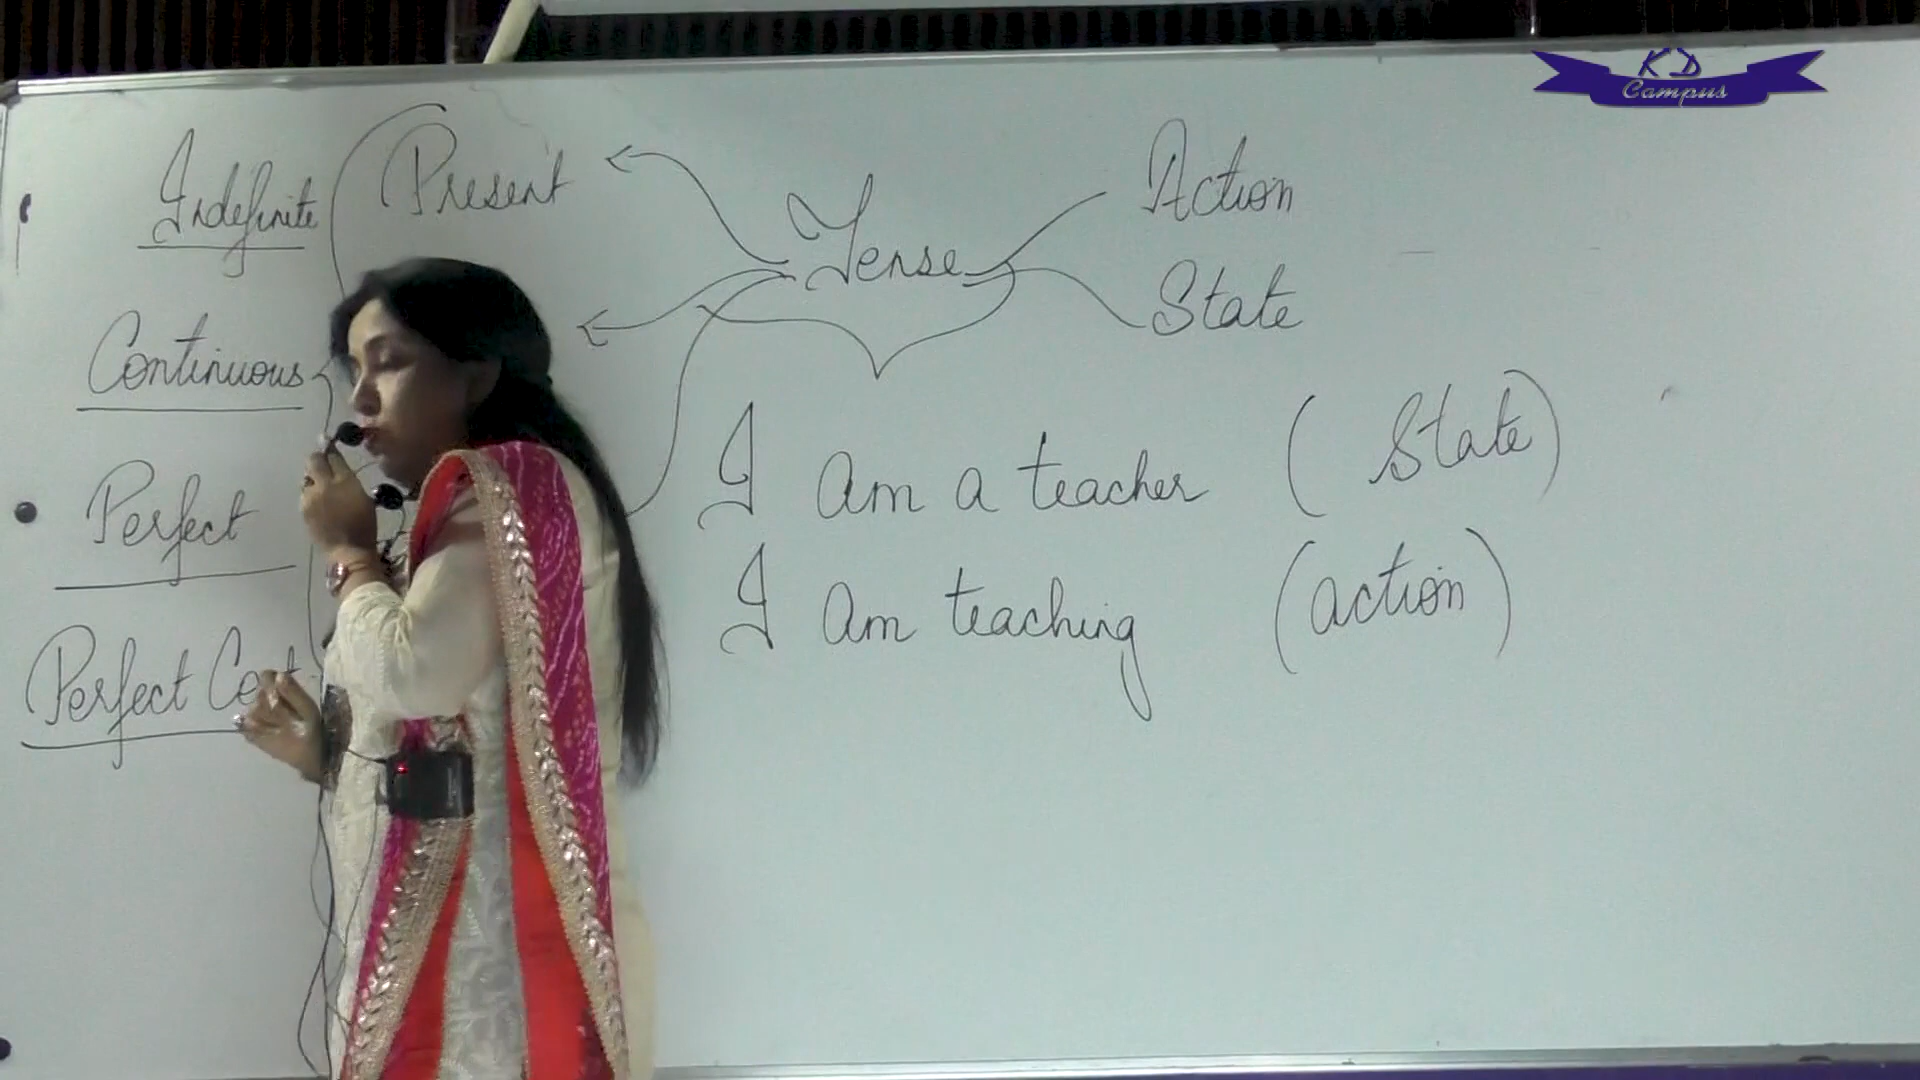 KD
Campus
Indefinite
Present
Tense
Action
State
Continuous
Perfect
Perfect
I am a teacher (State)
I am teaching (action)